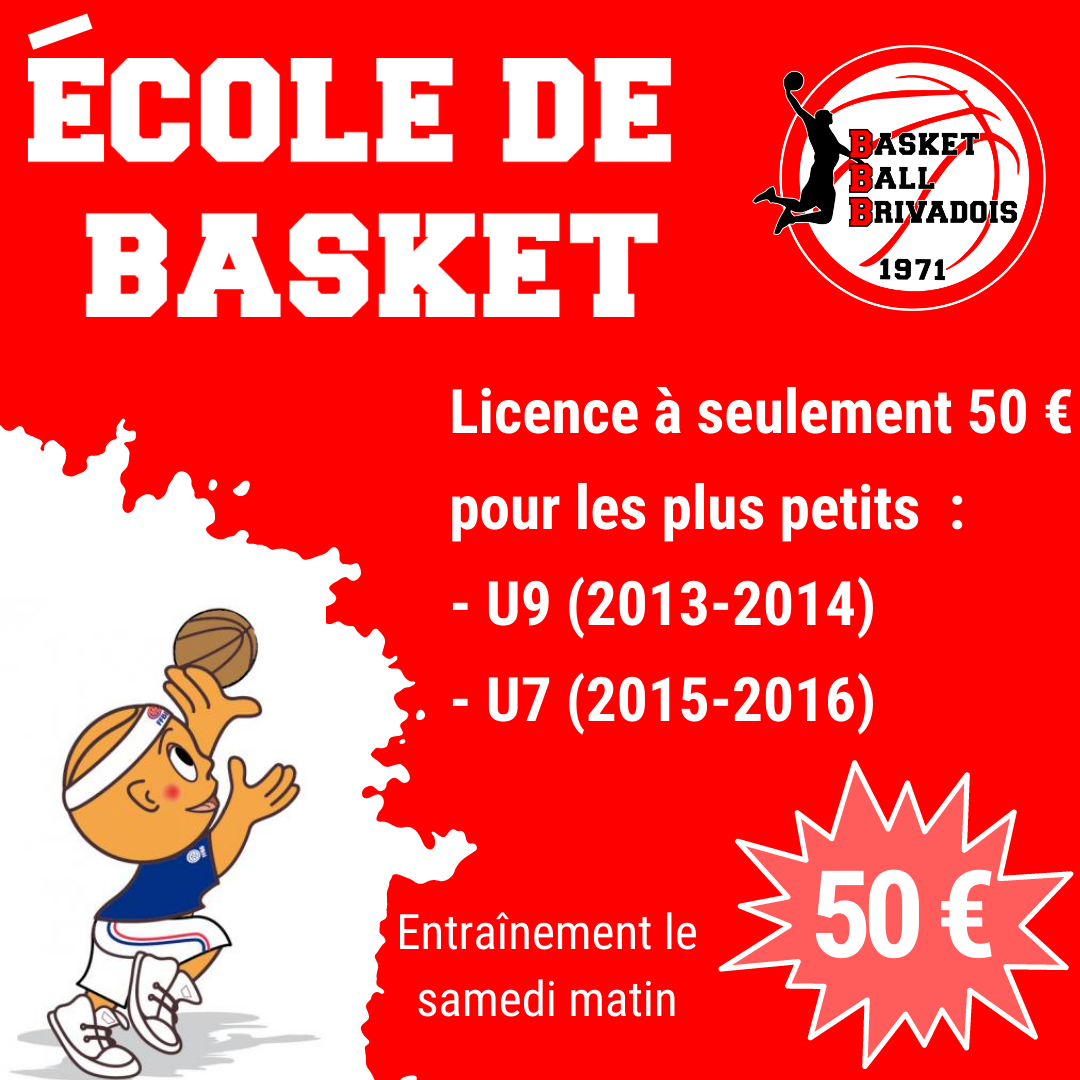 ÉCOLE DE
BASKET
BASKET
BALL
BRIVADOIS
1971
Licence à seulement 50 €
pour les plus petits :
- U9 (2013-2014)
- U7 (2015-2016)
50 €
Entraînement le
samedi matin